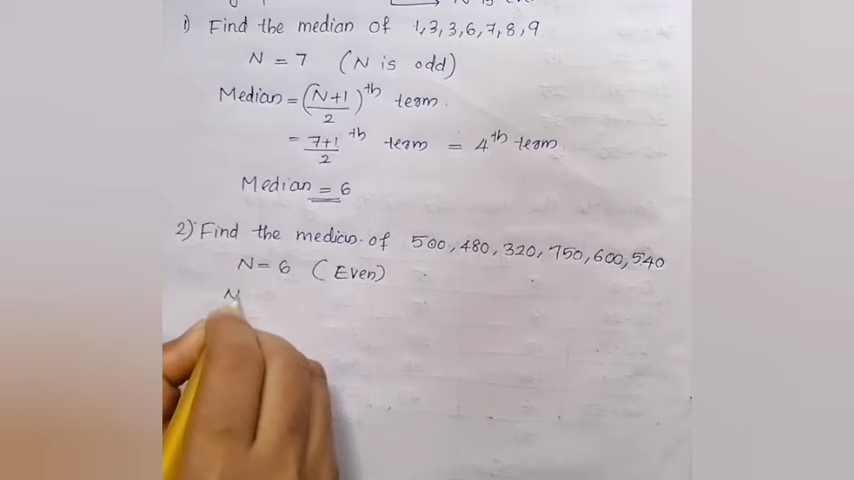 1) Find the median of 1,3,3,6,7,8,9
N = 7 (N is odd)
Median = (N+1/2)th term.
= 7+1/2 th term = 4th term
Median = 6
2) Find the median of 500, 480, 320, 750, 600, 540
N = 6 (Even)
N